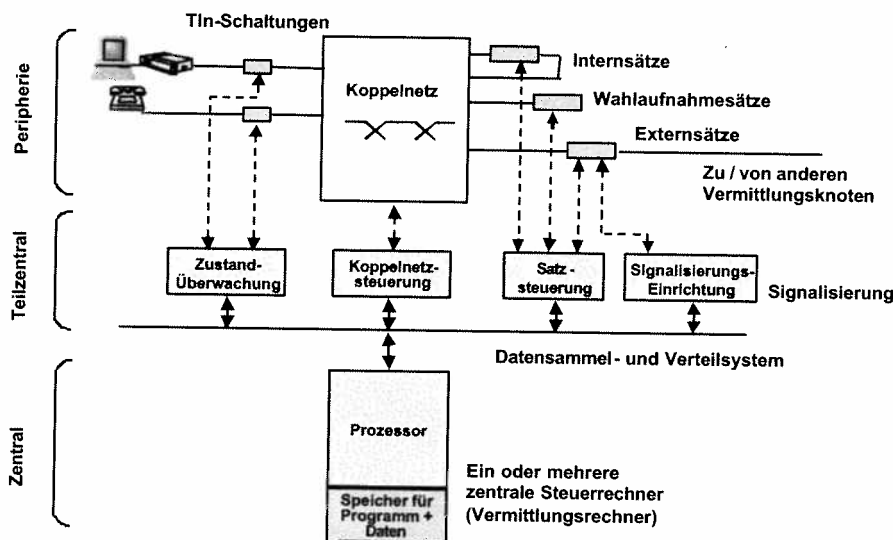 Tln-Schaltungen
Peripherie
Koppelnetz
Internsätze
Wahlaufnahmesätze
Externsätze
Zu / von anderen
Vermittlungsknoten
Teilzentral
Zustand-
Überwachung
Koppelnetz-
steuerung
Satz-
steuerung
Signalisierungs-
Einrichtung
Signalisierung
Datensammel- und Verteilsystem
Zentral
Prozessor
Speicher für
Programm +
Daten
Ein oder mehrere
zentrale Steuerrechner
(Vermittlungsrechner)